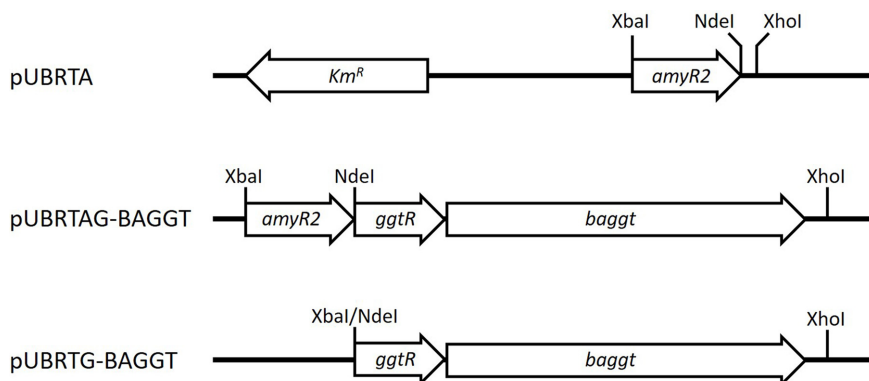 XbaI NdeI XhoI
pUBRTA Km^R amyR2
XbaI NdeI XhoI
pUBRTAG-BAGGT amyR2 ggtR baggt
XbaI/NdeI XhoI
pUBRTG-BAGGT ggtR baggt